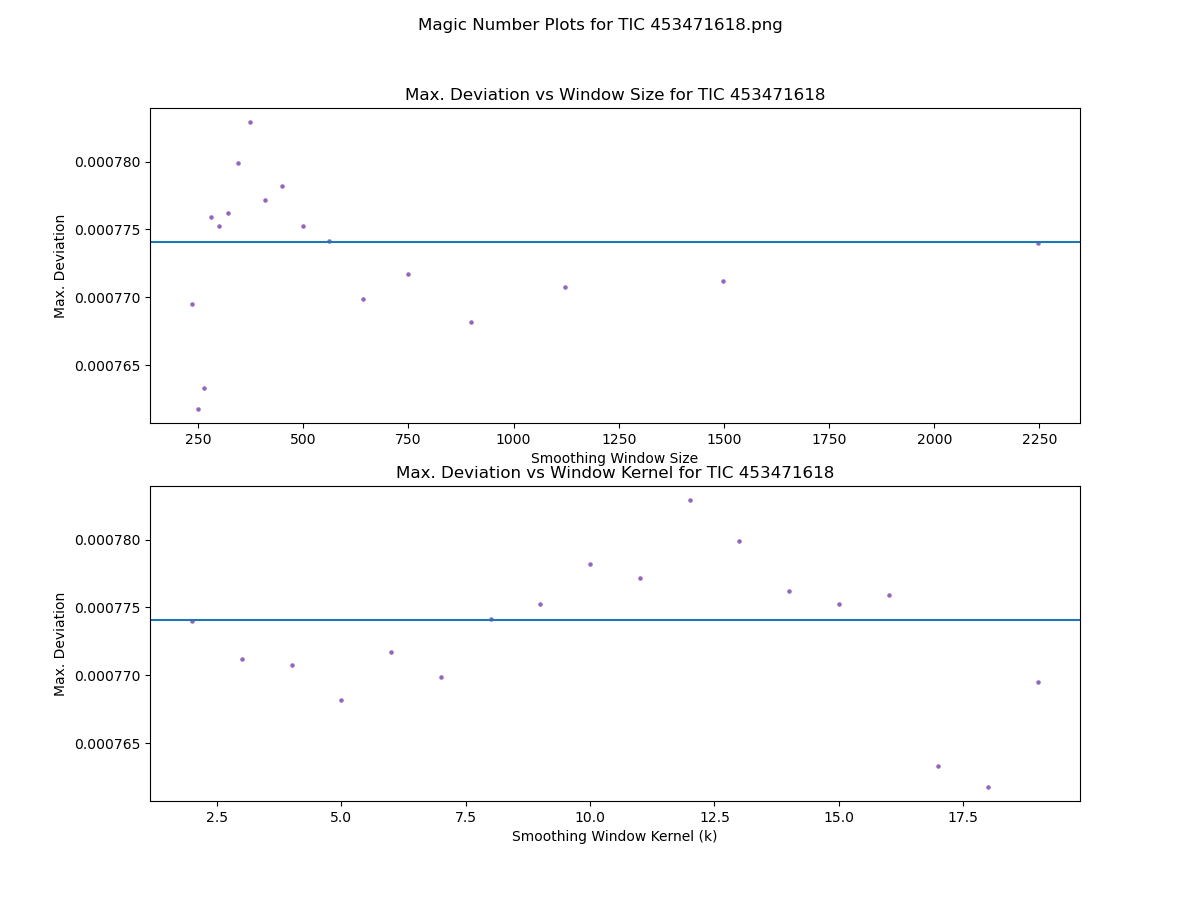 Magic Number Plots for TIC 453471618.png
Max. Deviation vs Window Size for TIC 453471618
0.000780
0.000775
0.000770
0.000765
Max. Deviation
250 500 750 1000 1250 1500 1750 2000 2250
Smoothing Window Size
Max. Deviation vs Window Kernel for TIC 453471618
0.000780
0.000775
0.000770
0.000765
Max. Deviation
2.5 5.0 7.5 10.0 12.5 15.0 17.5
Smoothing Window Kernel (k)